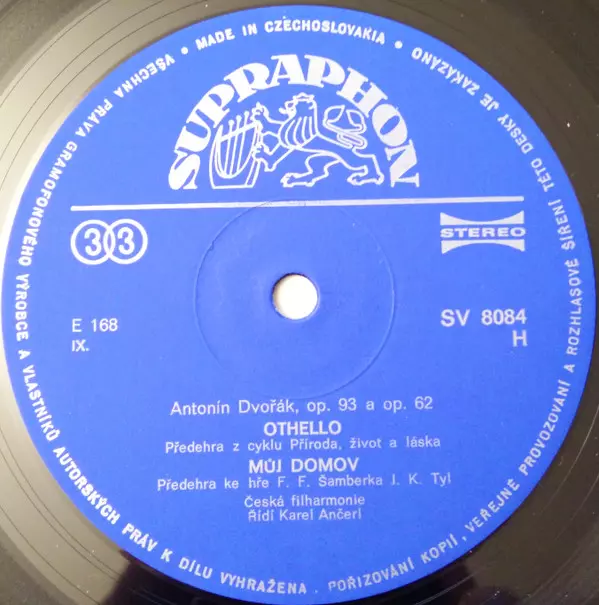 VŠECHNA PRÁVA GRAMOFONOVÉHO VÝROBCE A VLASTNÍKŮ AUTORSKÝCH PRÁV K DÍLU VYHRAŽENA. POŘIZOVÁNÍ KOPIÍ, VEŘEJNÉ PROVOZOVÁNÍ A ROZHLASOVÉ ŠÍŘENÍ TÉTO DESKY JE ZAKÁZÁNO • MADE IN CZECHOSLOVAKIA •
SUPRAPHON
33
STEREO
E 168
SV 8084
IX.
H
Antonín Dvořák, op. 93 a op. 62
OTHELLO
Předehra z cyklu Příroda, život a láska
MŮJ DOMOV
Předehra ke hře F. F. Šamberka J. K. Tyl
Česká filharmonie
Řídí Karel Ančerl